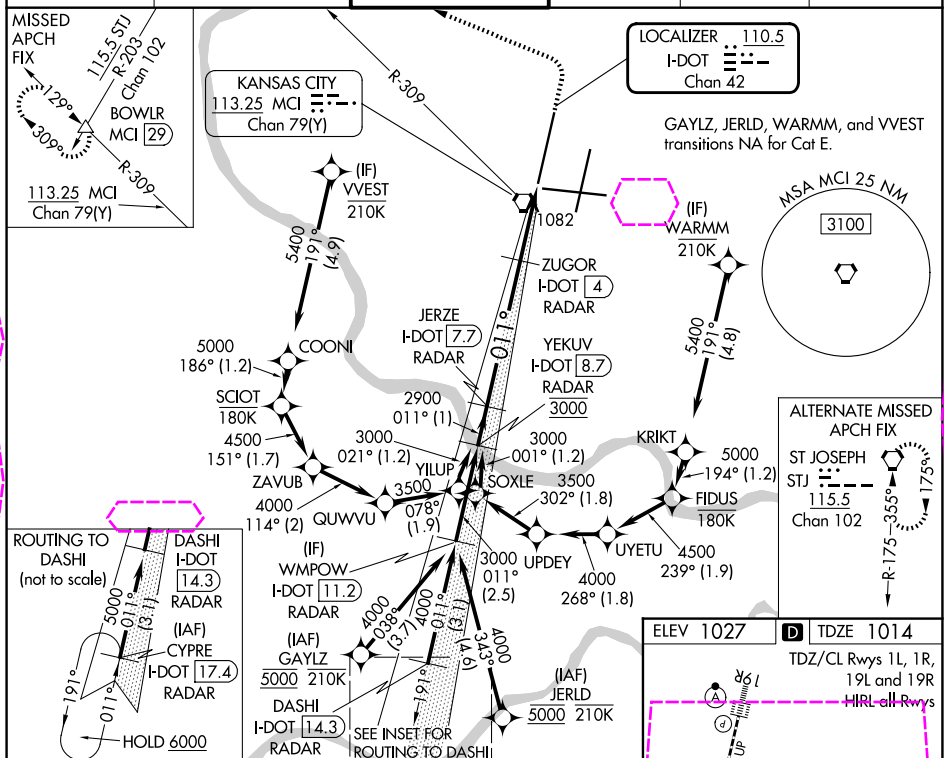 MISSED
APCH
FIX
115.5 STJ
R-203
Chan 102
129°
309°
BOWLR
MCI 29
R-309
113.25 MCI
Chan 79(Y)
KANSAS CITY
113.25 MCI
Chan 79(Y)
R-309
LOCALIZER 110.5
I-DOT
Chan 42
GAYLZ, JERLD, WARMM, and VVEST
transitions NA for Cat E.
MSA MCI 25 NM
3100
(IF)
VVEST
210K
5400
191°
(4.9)
1082
(IF)
WARMM
210K
5400
191°
(4.8)
ZUGOR
I-DOT 4
RADAR
011°
JERZE
I-DOT 7.7
RADAR
YEKUV
I-DOT 8.7
RADAR
3000
COONI
5000
186° (1.2)
SCIOT
180K
4500
151° (1.7)
ZAVUB
4000
114° (2)
QUWVU
2900
011° (1)
3000
021° (1.2)
YILUP
3500
078°
(1.9)
3000
001° (1.2)
SOXLE
3500
302° (1.8)
UPDEY
4000
268° (1.8)
UYETU
KRIKT
5000
194° (1.2)
FIDUS
180K
4500
239° (1.9)
3000
011°
(2.5)
ALTERNATE MISSED
APCH FIX
ST JOSEPH
STJ
115.5
Chan 102
175°
R-175
355°
ROUTING TO
DASHI
(not to scale)
DASHI
I-DOT
14.3
RADAR
5000
011°
(3.1)
(IAF)
CYPRE
I-DOT 17.4
RADAR
191°
011°
HOLD 6000
(IF)
WMPOW
I-DOT 11.2
RADAR
4000
038°
(3.7)
4000
011°
(3.1)
4000
343°
(4.6)
(IAF)
GAYLZ
5000 210K
191°
DASHI
I-DOT 14.3
RADAR
SEE INSET FOR
ROUTING TO DASHI
(IAF)
JERLD
5000 210K
ELEV 1027
D
TDZE 1014
TDZ/CL Rwys 1L, 1R,
19L and 19R
HIRL all Rwys
19R
A
P
UP